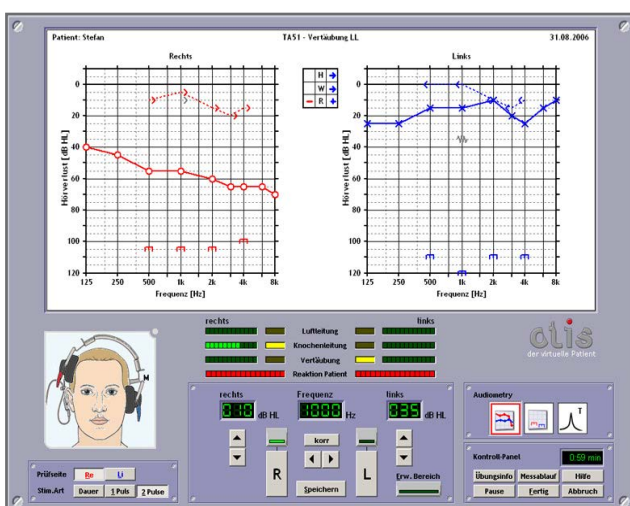 Patient: Stefan TA51 - Vertäubung LL 31.08.2006
Rechts Links
Hörverlust [dB HL]
0
20
40
60
80
100
120
125 250 500 1k 2k 4k 8k
Frequenz [Hz]
H
W
R
Hörverlust [dB HL]
0
20
40
60
80
100
120
125 250 500 1k 2k 4k 8k
Frequenz [Hz]
rechts links
Luftleitung
Knochenleitung
Vertäubung
Reaktion Patient
otis
der virtuelle Patient
M
rechts Frequenz links
010 dB HL 1000 Hz 035 dB HL
korr
R L
Speichern
Erw. Bereich
Prüfseite Re Li
Stim.Art Dauer 1 Puls 2 Pulse
Audiometry
T
Kontroll-Panel 0:59 min
Übungsinfo Messablauf Hilfe
Pause Fertig Abbruch